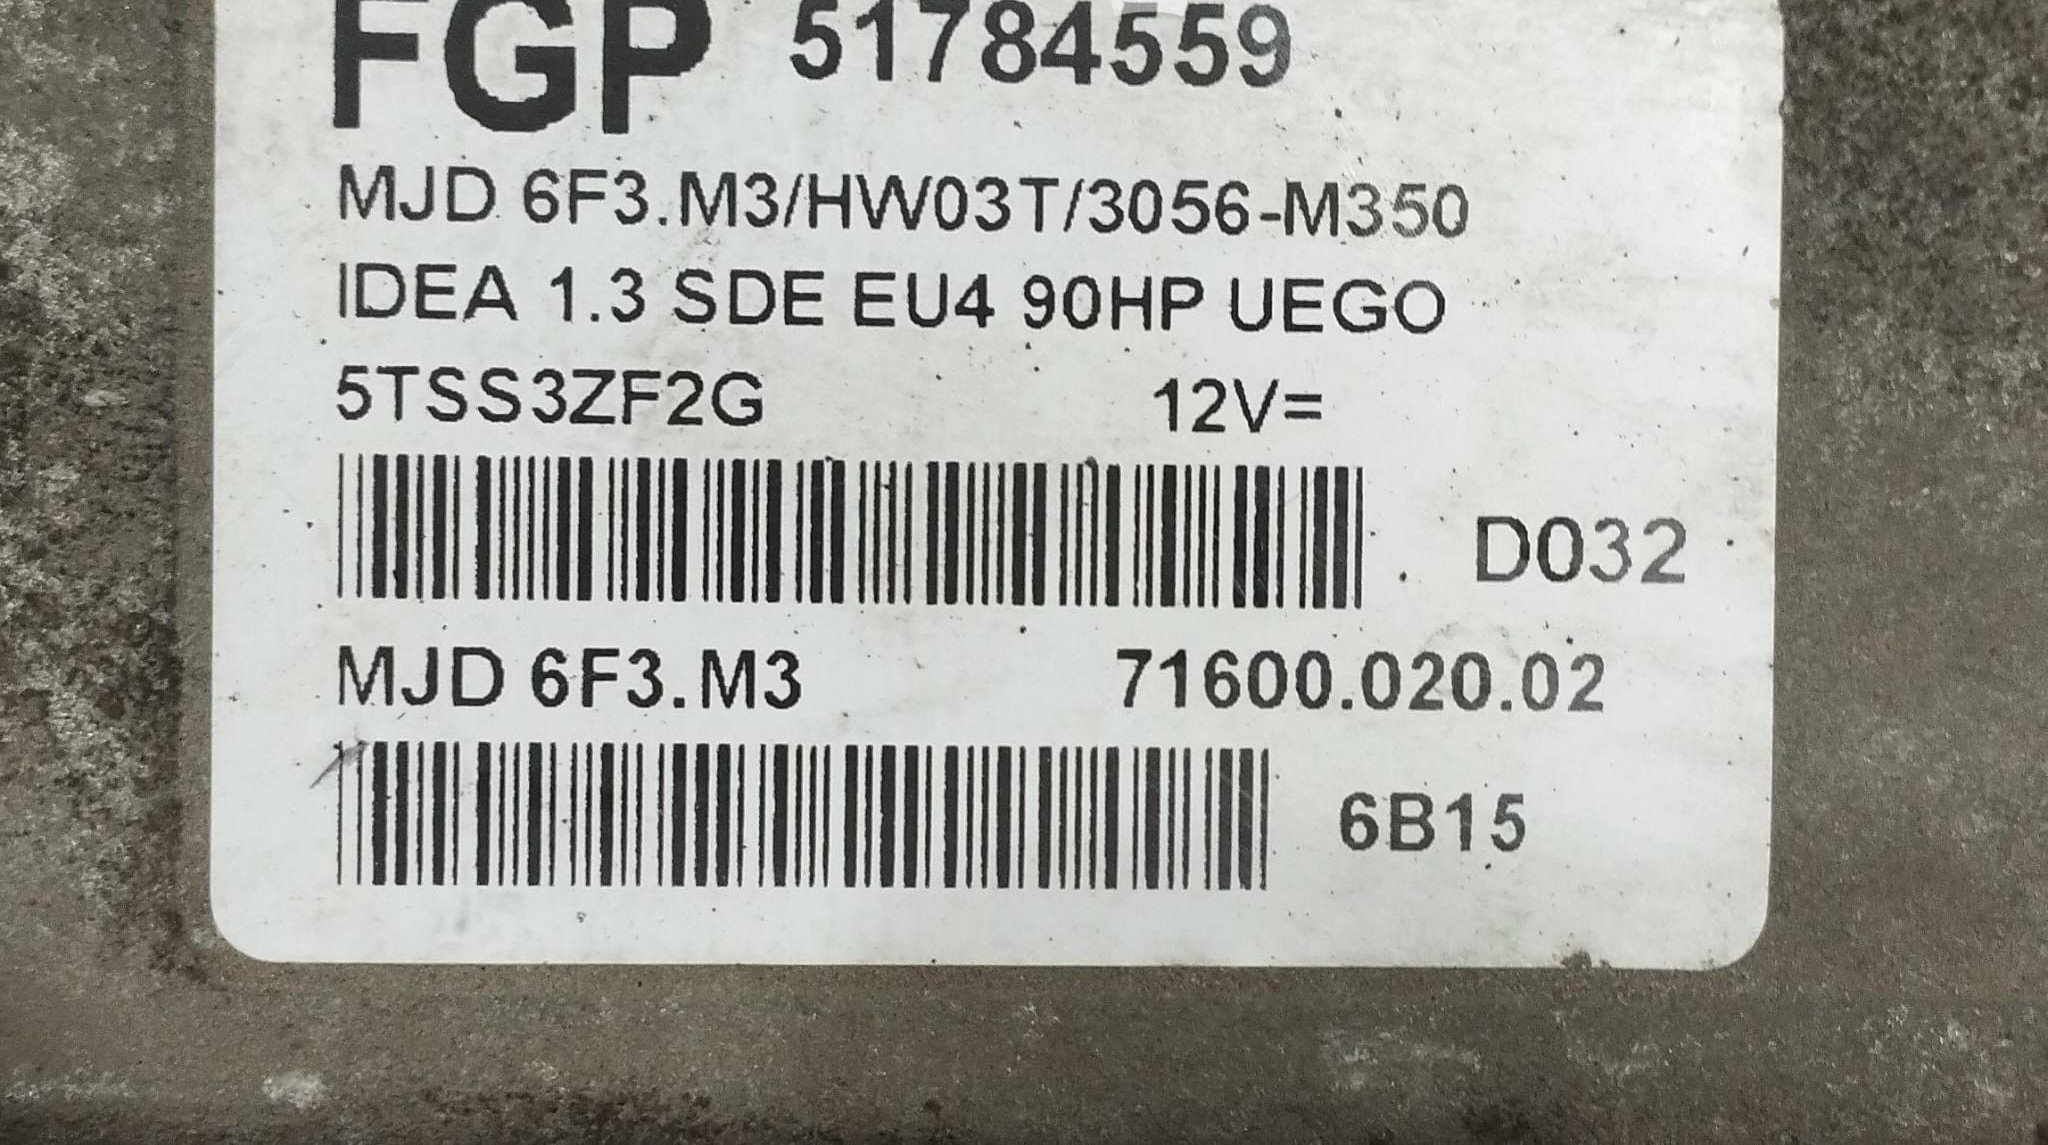 FGP 51784559
MJD 6F3.M3/HW03T/3056-M350
IDEA 1.3 SDE EU4 90HP UEGO
5TSS3ZF2G 12V=
D032
MJD 6F3.M3 71600.020.02
6B15